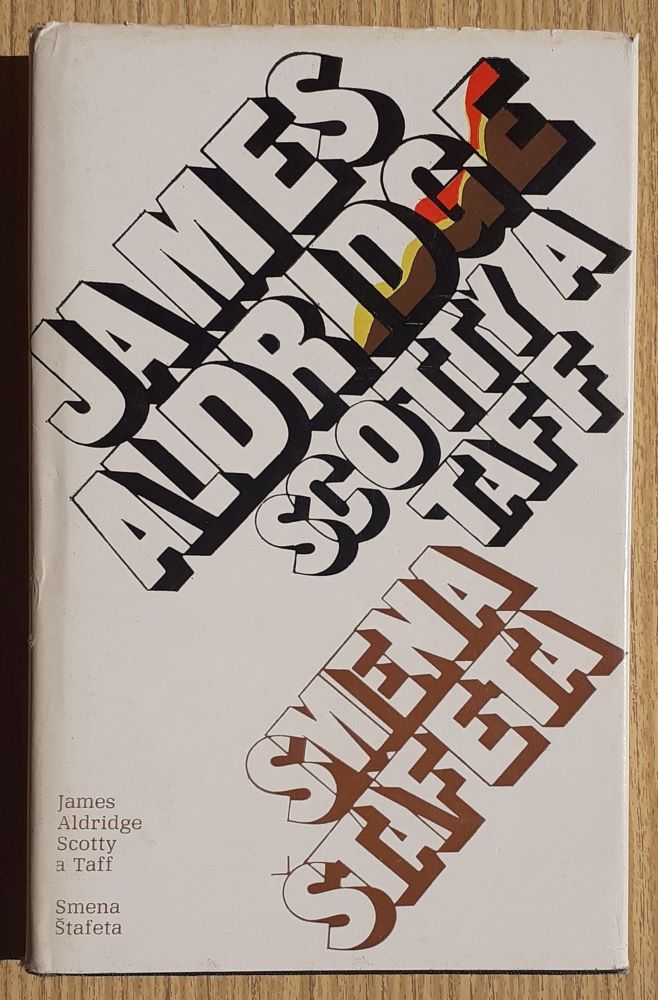 JAMES
ALDRIDGE
SCOTTY A
TAFF
SMENA
ŠTAFETA
James
Aldridge
Scotty
a Taff
Smena
Štafeta